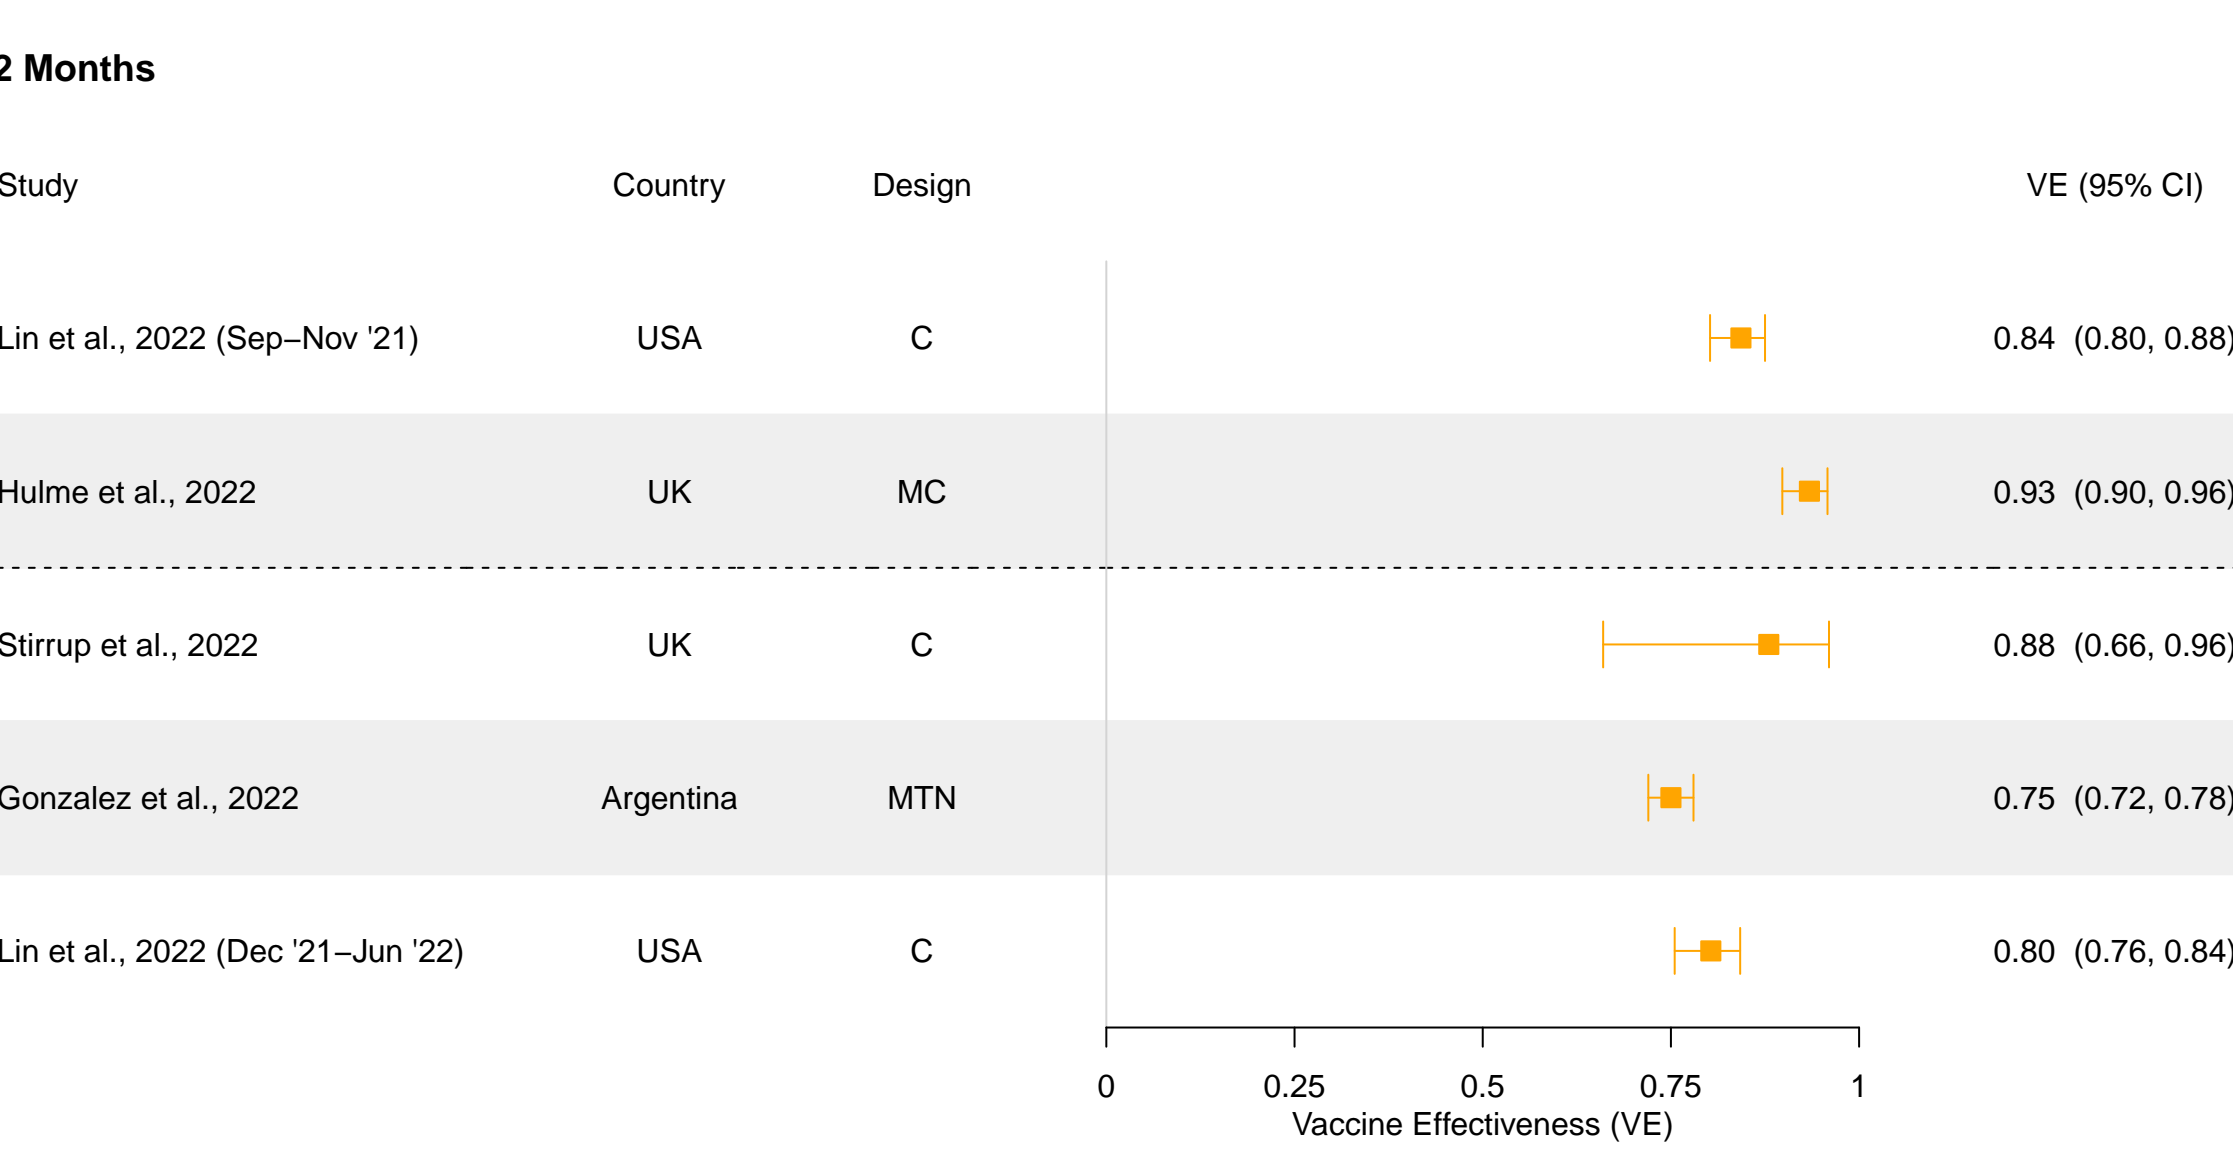 2 Months
Study Country Design VE (95% CI)
Lin et al., 2022 (Sep−Nov '21) USA C 0.84 (0.80, 0.88)
Hulme et al., 2022 UK MC 0.93 (0.90, 0.96)
Stirrup et al., 2022 UK C 0.88 (0.66, 0.96)
Gonzalez et al., 2022 Argentina MTN 0.75 (0.72, 0.78)
Lin et al., 2022 (Dec '21−Jun '22) USA C 0.80 (0.76, 0.84)
0 0.25 0.5 0.75 1
Vaccine Effectiveness (VE)